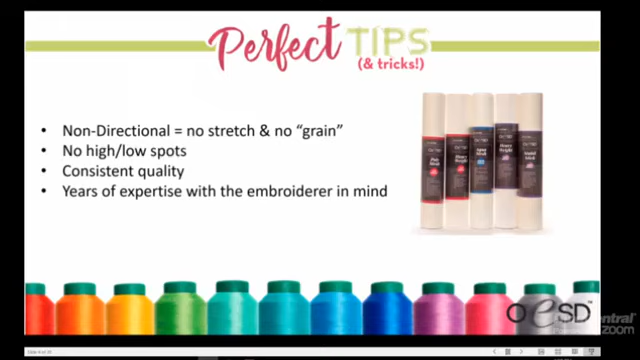 Perfect TIPS
(& tricks!)
• Non-Directional = no stretch & no “grain”
• No high/low spots
• Consistent quality
• Years of expertise with the embroiderer in mind
OESD
zoom